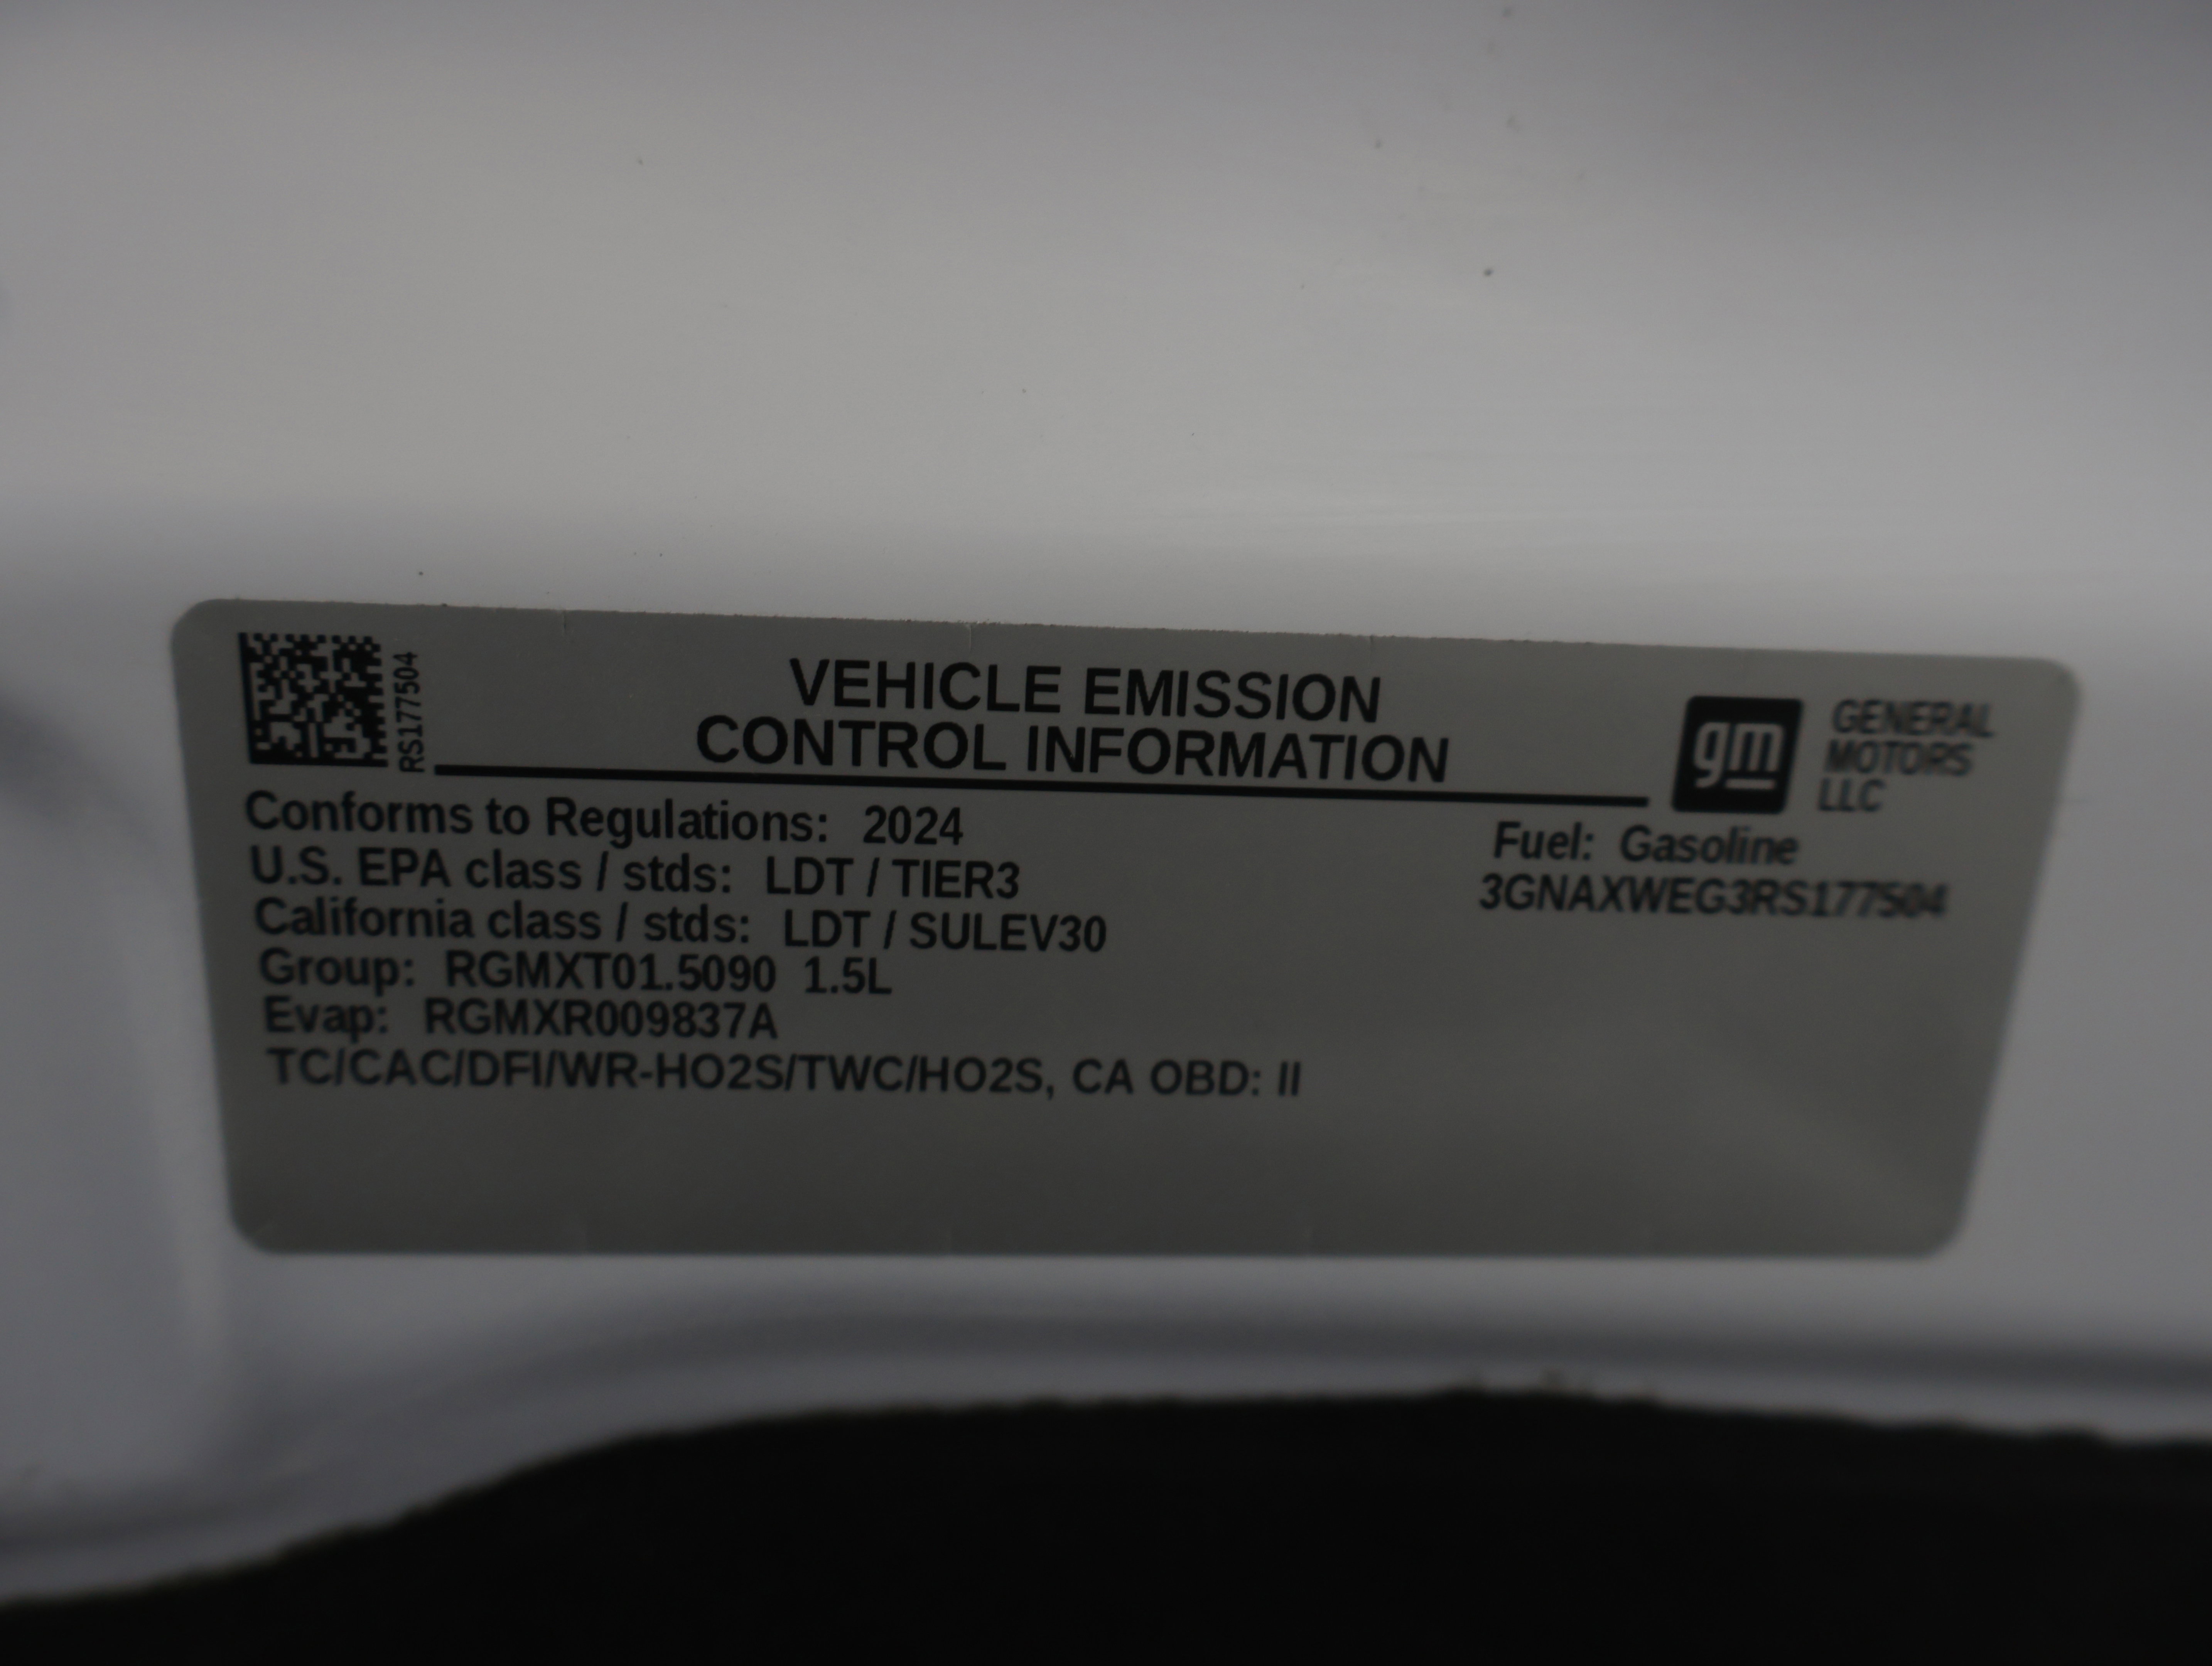 RS177504
VEHICLE EMISSION
CONTROL INFORMATION
gm
GENERAL
MOTORS
LLC
Conforms to Regulations: 2024
U.S. EPA class / stds: LDT / TIER3
California class / stds: LDT / SULEV30
Group: RGMXT01.5090 1.5L
Evap: RGMXR009837A
TC/CAC/DFI/WR-HO2S/TWC/HO2S, CA OBD: II
Fuel: Gasoline
3GNAXWEG3RS177504